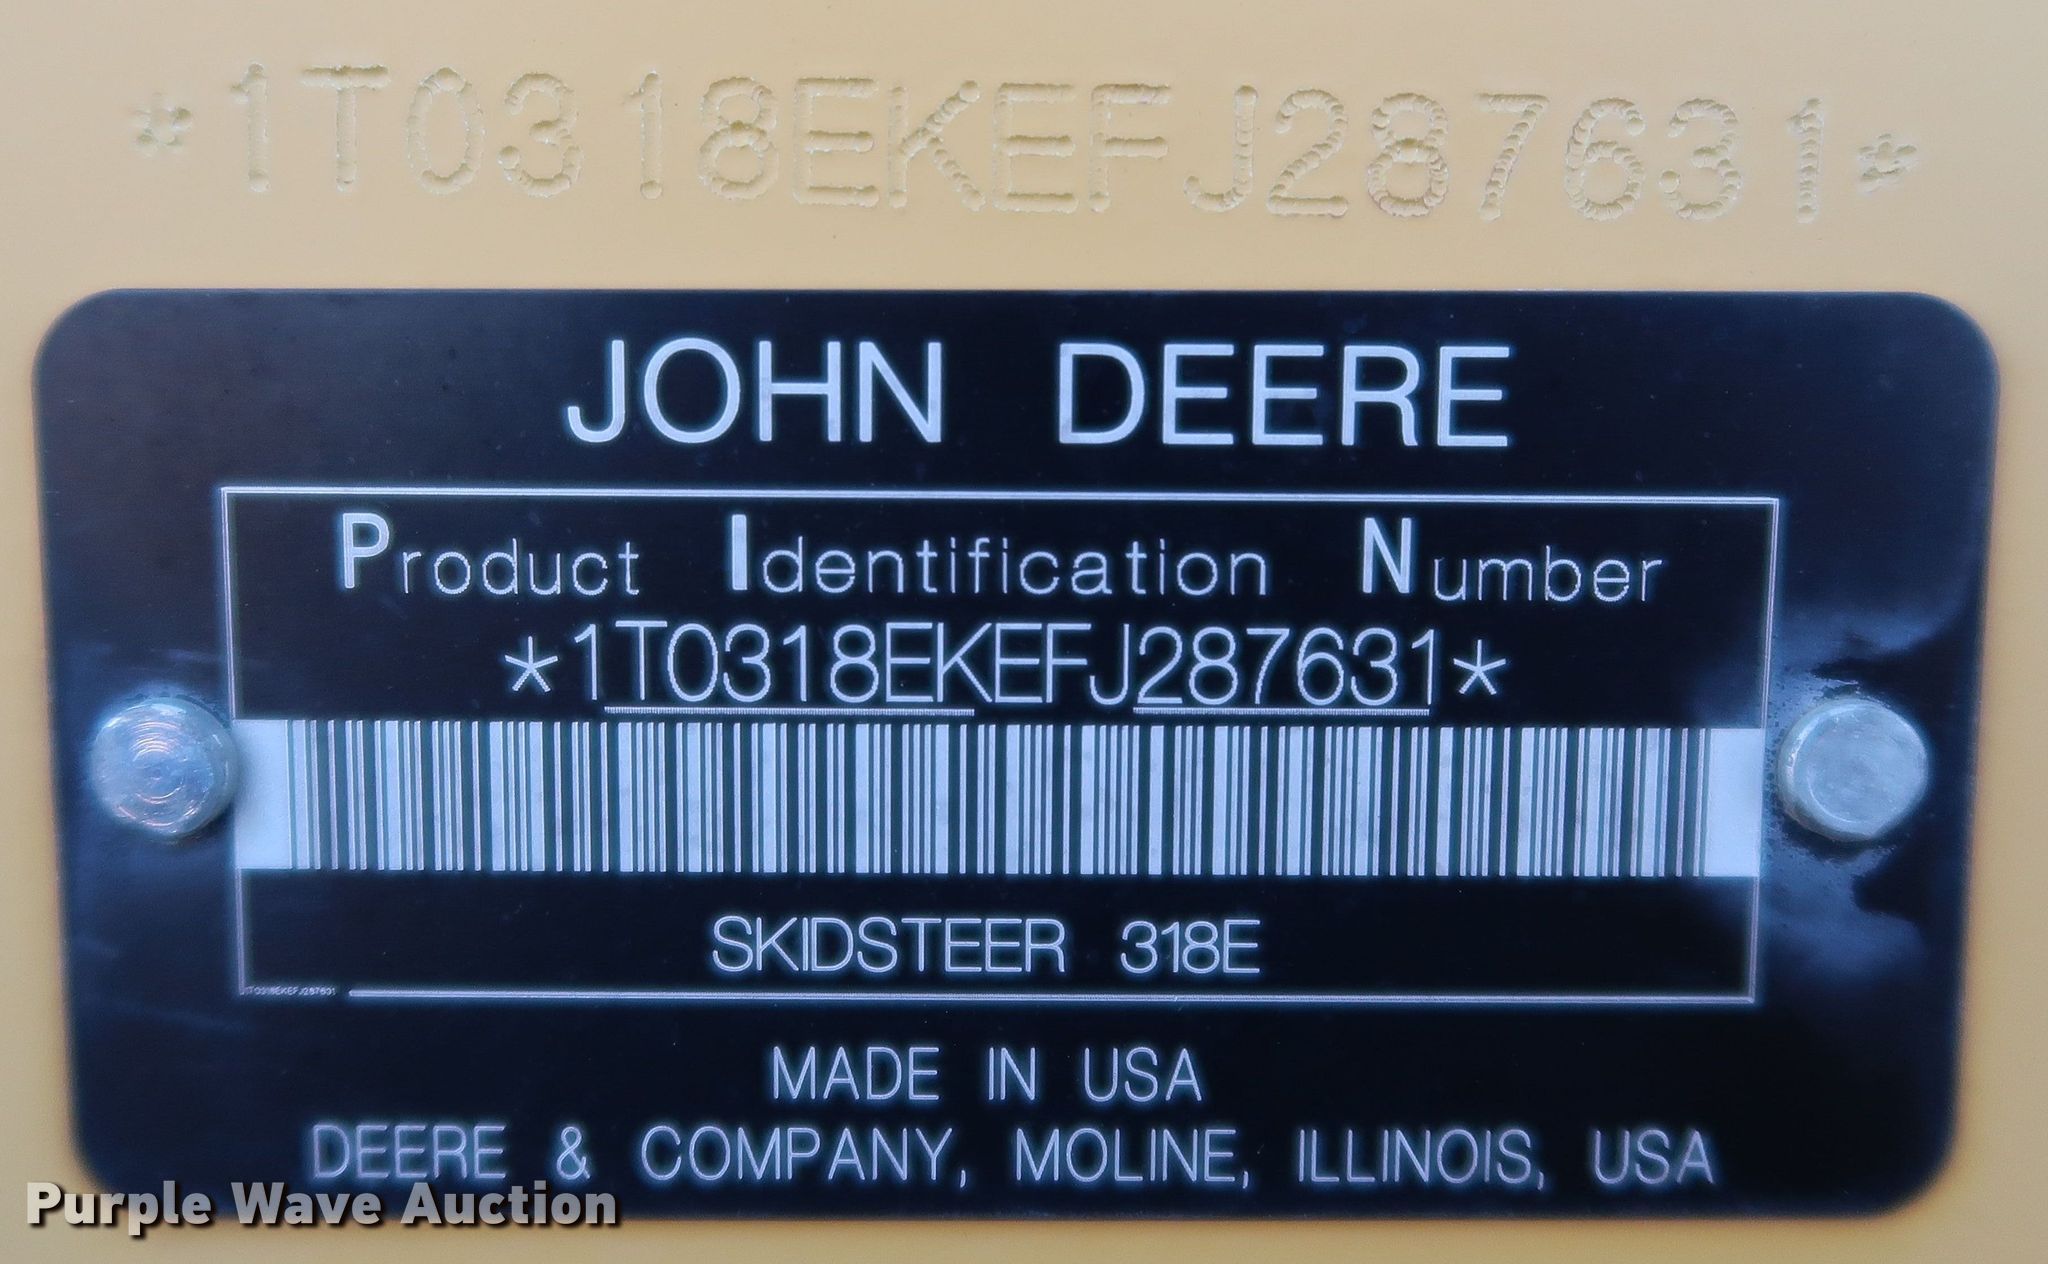 *1T0318EKEFJ287631*
JOHN DEERE
Product Identification Number
*1T0318EKEFJ287631*
SKIDSTEER 318E
1T0318EKEFJ287631
MADE IN USA
DEERE & COMPANY, MOLINE, ILLINOIS, USA
Purple Wave Auction